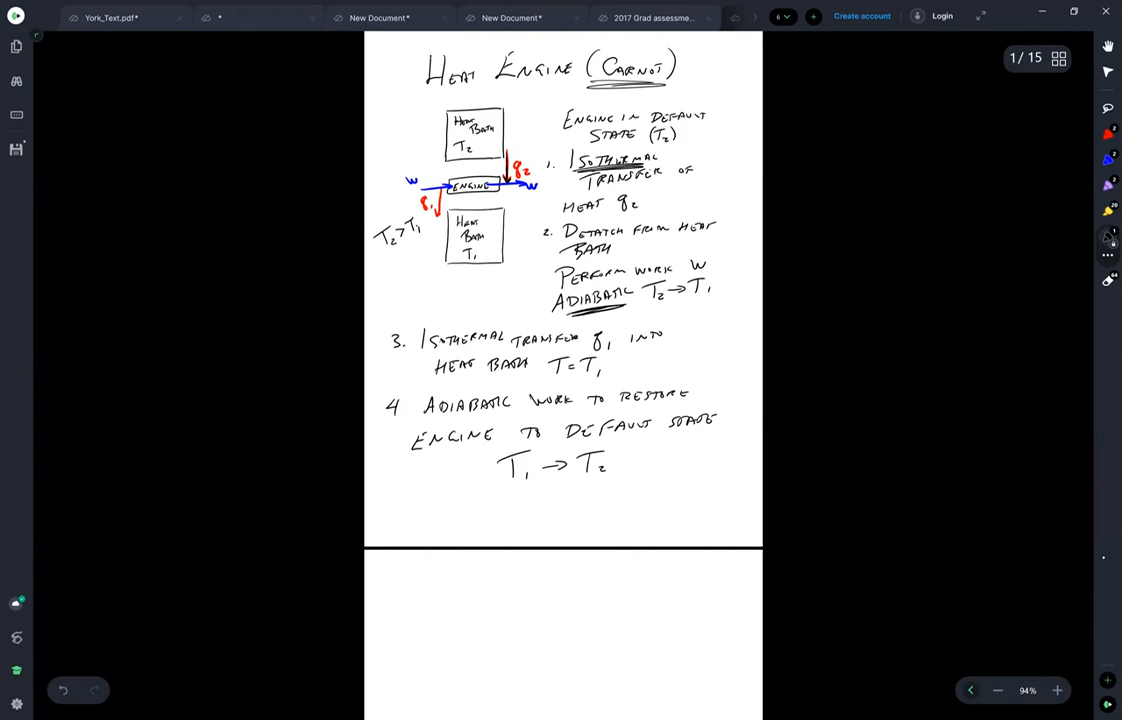 York_Text.pdf*
*
New Document*
New Document*
2017 Grad assessme...
6
Create account
Login
1 / 15
HEAT ENGINE (CARNOT)
HEAT
BATH
T2
ENGINE IN DEFAULT
STATE (T2)
1. ISOTHERMAL
TRANSFER OF
HEAT q2
q2
W
ENGINE
W
q1
T2 > T1
HEAT
BATH
T1
2. DETATCH FROM HEAT
BATH
PERFORM WORK W
ADIABATIC T2 → T1
3. ISOTHERMAL TRANSFER q1 INTO
HEAT BATH T = T1
4 ADIABATIC WORK TO RESTORE
ENGINE TO DEFAULT STATE
T1 → T2
94%